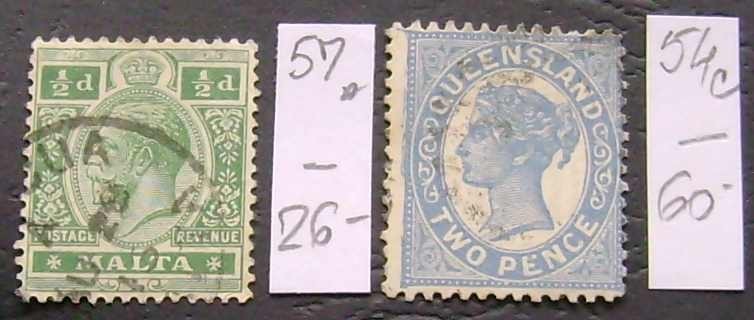 ½d ½d
POSTAGE REVENUE
MALTA
57
-
26-
QUEENSLAND
TWO PENCE
54c
-
60-